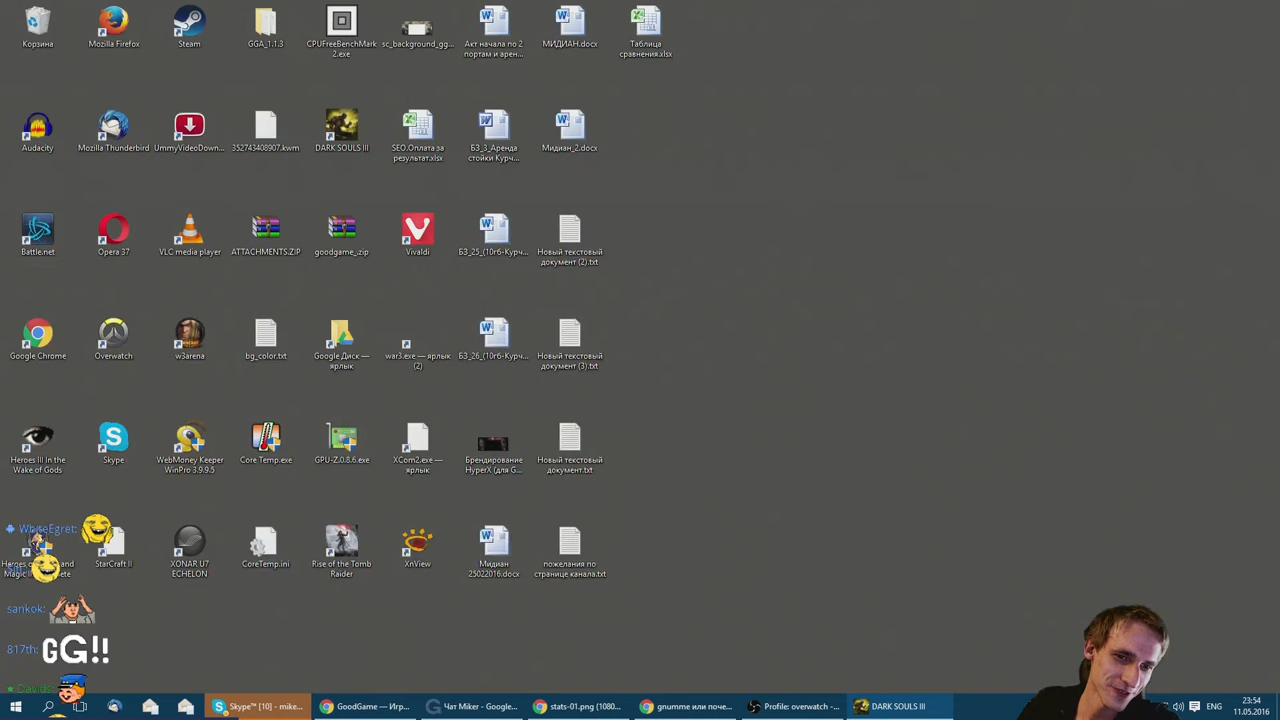 Корзина
Mozilla Firefox
Steam
GGA_1.1.3
CPUFreeBenchMark
2.exe
sc_background_gg...
Акт начала по 2
портам и арен...
МИДИАН.docx
Таблица
сравнения.xlsx
Audacity
Mozilla Thunderbird
UmmyVideoDown...
352743408907.kwm
DARK SOULS III
SEO.Оплата за
результат.xlsx
БЗ_3_Аренда
стойки Курч...
Мидиан_2.docx
Battle.net
Opera 37
VLC media player
ATTACHMENTS.ZIP
goodgame_.zip
Vivaldi
БЗ_25_(10гб-Курч...
Новый текстовый
документ (2).txt
Google Chrome
Overwatch
w3arena
bg_color.txt
Google Диск —
ярлык
war3.exe — ярлык
(2)
БЗ_26_(10гб-Курч...
Новый текстовый
документ (3).txt
Heroes III In the
Wake of Gods
Skype
WebMoney Keeper
WinPro 3.9.9.5
Core Temp.exe
GPU-Z.0.8.6.exe
XCom2.exe —
ярлык
Брендирование
HyperX (для G...
Новый текстовый
документ.txt
WhiteEgret:
StarCraft II
XONAR U7
ECHELON
CoreTemp.ini
Rise of the Tomb
Raider
XnView
Мидиан
25022016.docx
пожелания по
странице канала.txt
sankok:
817th: GG!!
Davids:
Skype™ [10] - mike...
GoodGame — Игр...
Чат Miker - Google...
stats-01.png (1080...
gnumme или поче...
Profile: overwatch -...
DARK SOULS III
ENG
23:54
11.05.2016